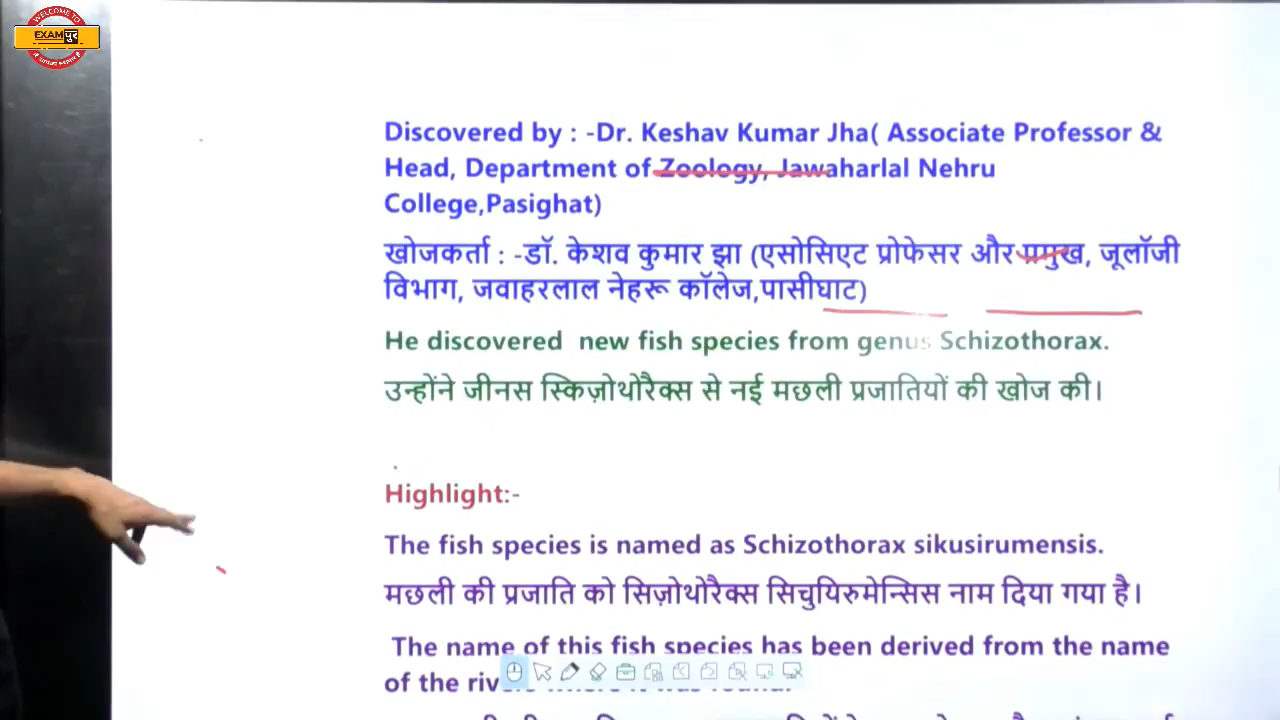 WELCOME TO
EXAM पुर
Discovered by : -Dr. Keshav Kumar Jha( Associate Professor &
Head, Department of Zoology, Jawaharlal Nehru
College,Pasighat)
खोजकर्ता : -डॉ. केशव कुमार झा (एसोसिएट प्रोफेसर और प्रमुख, जूलॉजी
विभाग, जवाहरलाल नेहरू कॉलेज,पासीघाट)
He discovered new fish species from genus Schizothorax.
उन्होंने जीनस स्किज़ोथोरैक्स से नई मछली प्रजातियों की खोज की।
Highlight:-
The fish species is named as Schizothorax sikusirumensis.
मछली की प्रजाति को सिज़ोथोरैक्स सिचुयिरुमेन्सिस नाम दिया गया है।
The name of this fish species has been derived from the name
of the